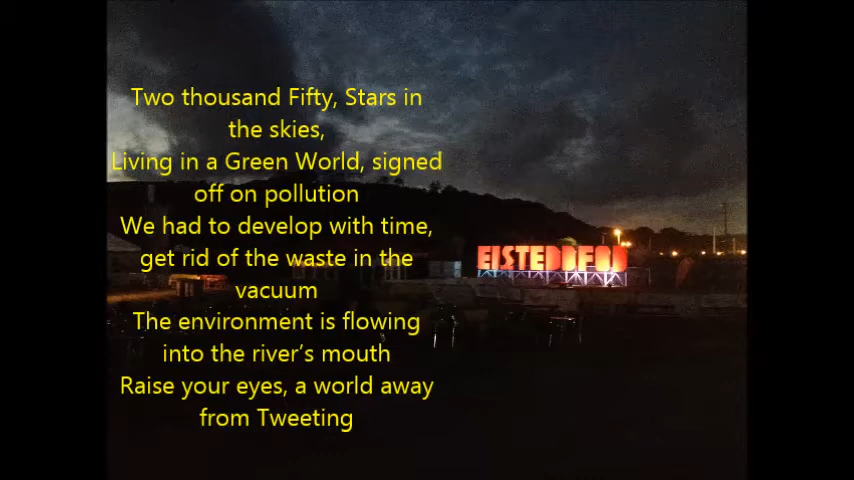 Two thousand Fifty, Stars in
the skies,
Living in a Green World, signed
off on pollution
We had to develop with time,
get rid of the waste in the
vacuum
The environment is flowing
into the river’s mouth
Raise your eyes, a world away
from Tweeting
EISTEDDFOD